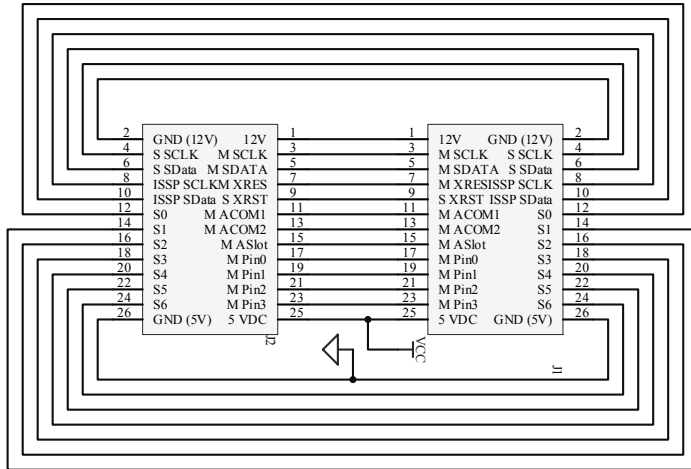 2 GND (12V) 12V 1 1 12V GND (12V) 2
4 S SCLK M SCLK 3 3 M SCLK S SCLK 4
6 S SData M SDATA 5 5 M SDATA S SData 6
8 ISSP SCLK M XRES 7 7 M XRES ISSP SCLK 8
10 ISSP SData S XRST 9 9 S XRST ISSP SData 10
12 S0 M ACOM1 11 11 M ACOM1 S0 12
14 S1 M ACOM2 13 13 M ACOM2 S1 14
16 S2 M ASlot 15 15 M ASlot S2 16
18 S3 M Pin0 17 17 M Pin0 S3 18
20 S4 M Pin1 19 19 M Pin1 S4 20
22 S5 M Pin2 21 21 M Pin2 S5 22
24 S6 M Pin3 23 23 M Pin3 S6 24
26 GND (5V) 5 VDC 25 25 5 VDC GND (5V) 26
J2
VCC
J1